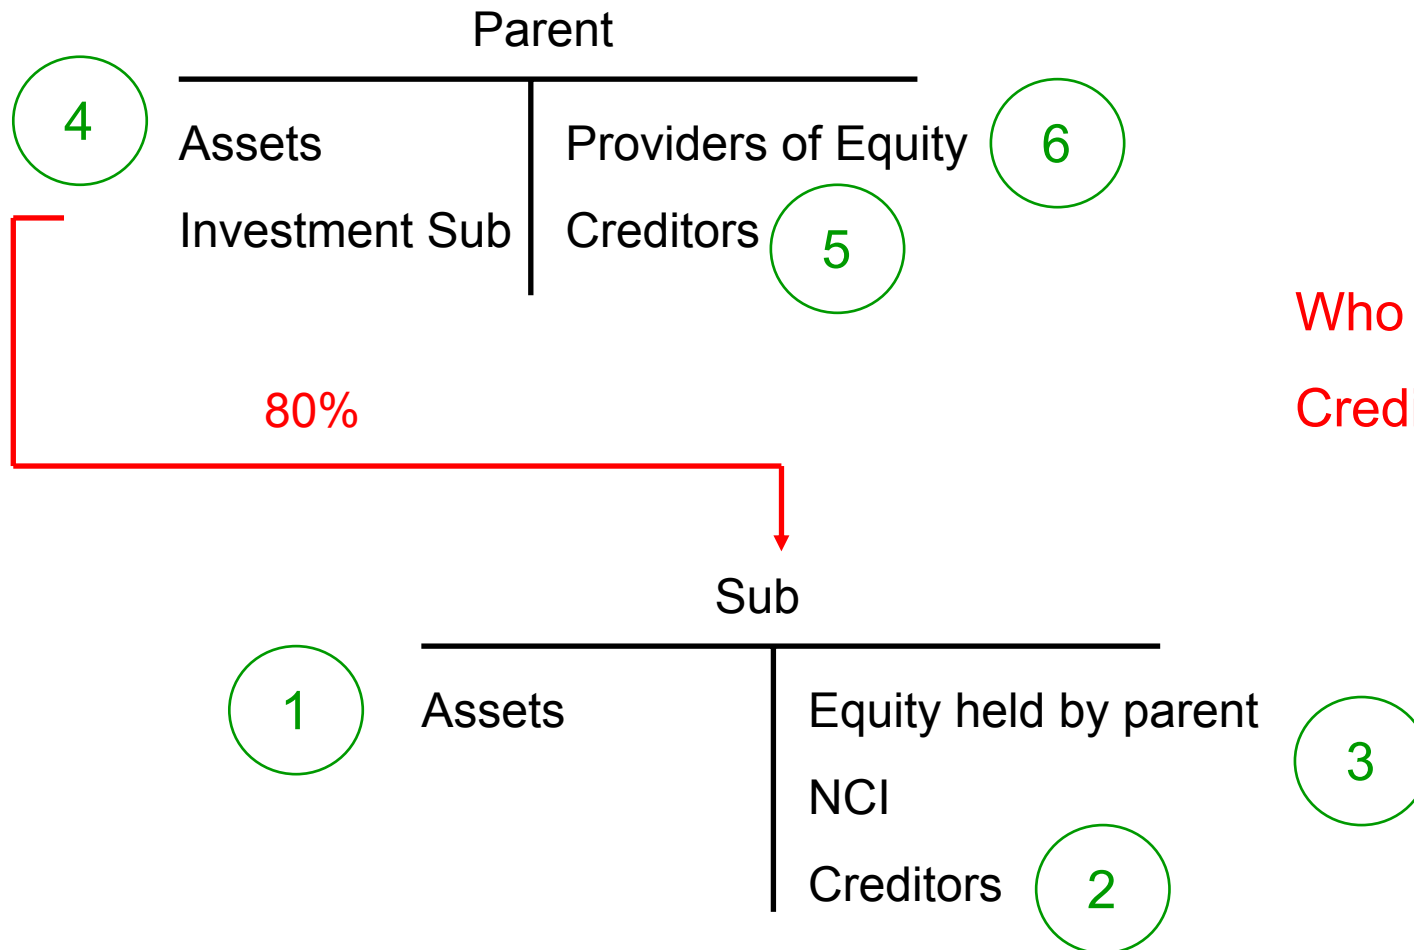 Parent
4
Assets
Providers of Equity
6
Investment Sub
Creditors
5
Who
80%
Cred
Sub
1
Assets
Equity held by parent
3
NCI
Creditors
2